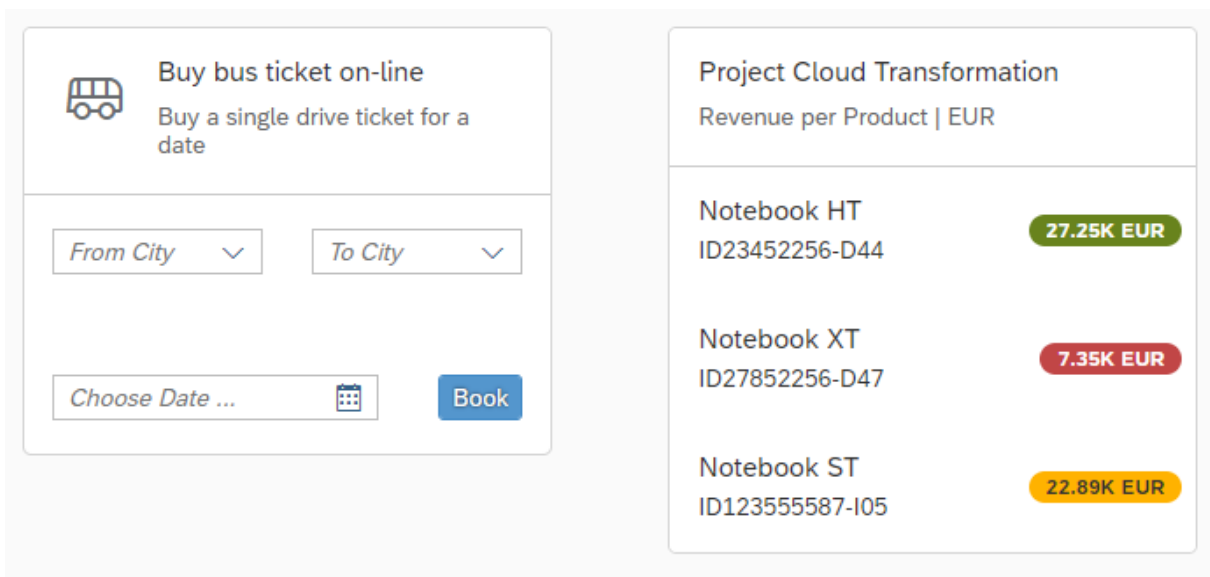 Buy bus ticket on-line
Buy a single drive ticket for a
date
From City
To City
Choose Date ...
Book
Project Cloud Transformation
Revenue per Product | EUR
Notebook HT
ID23452256-D44
27.25K EUR
Notebook XT
ID27852256-D47
7.35K EUR
Notebook ST
ID123555587-I05
22.89K EUR